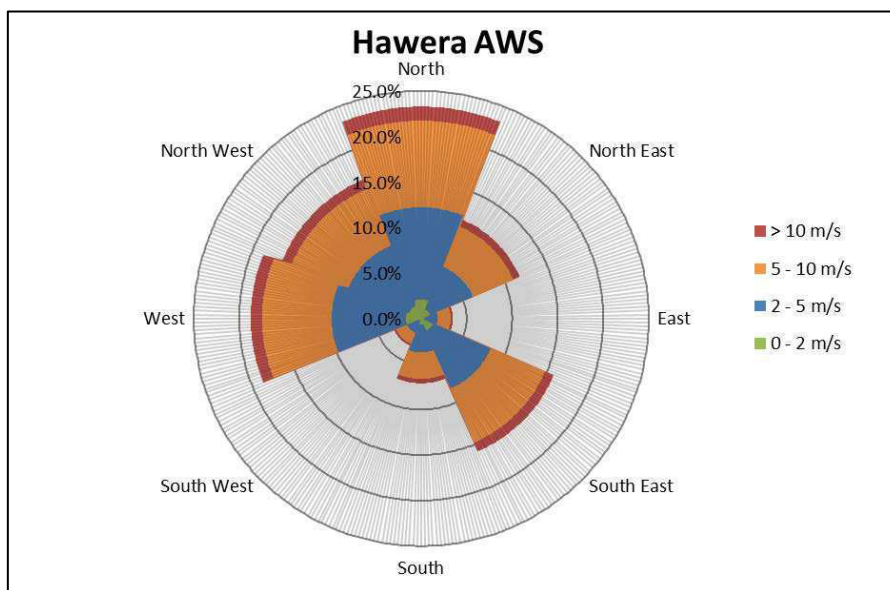 Hawera AWS
North
25.0%
20.0%
15.0%
10.0%
5.0%
0.0%
North West
North East
West
East
South West
South East
South
> 10 m/s
5 - 10 m/s
2 - 5 m/s
0 - 2 m/s